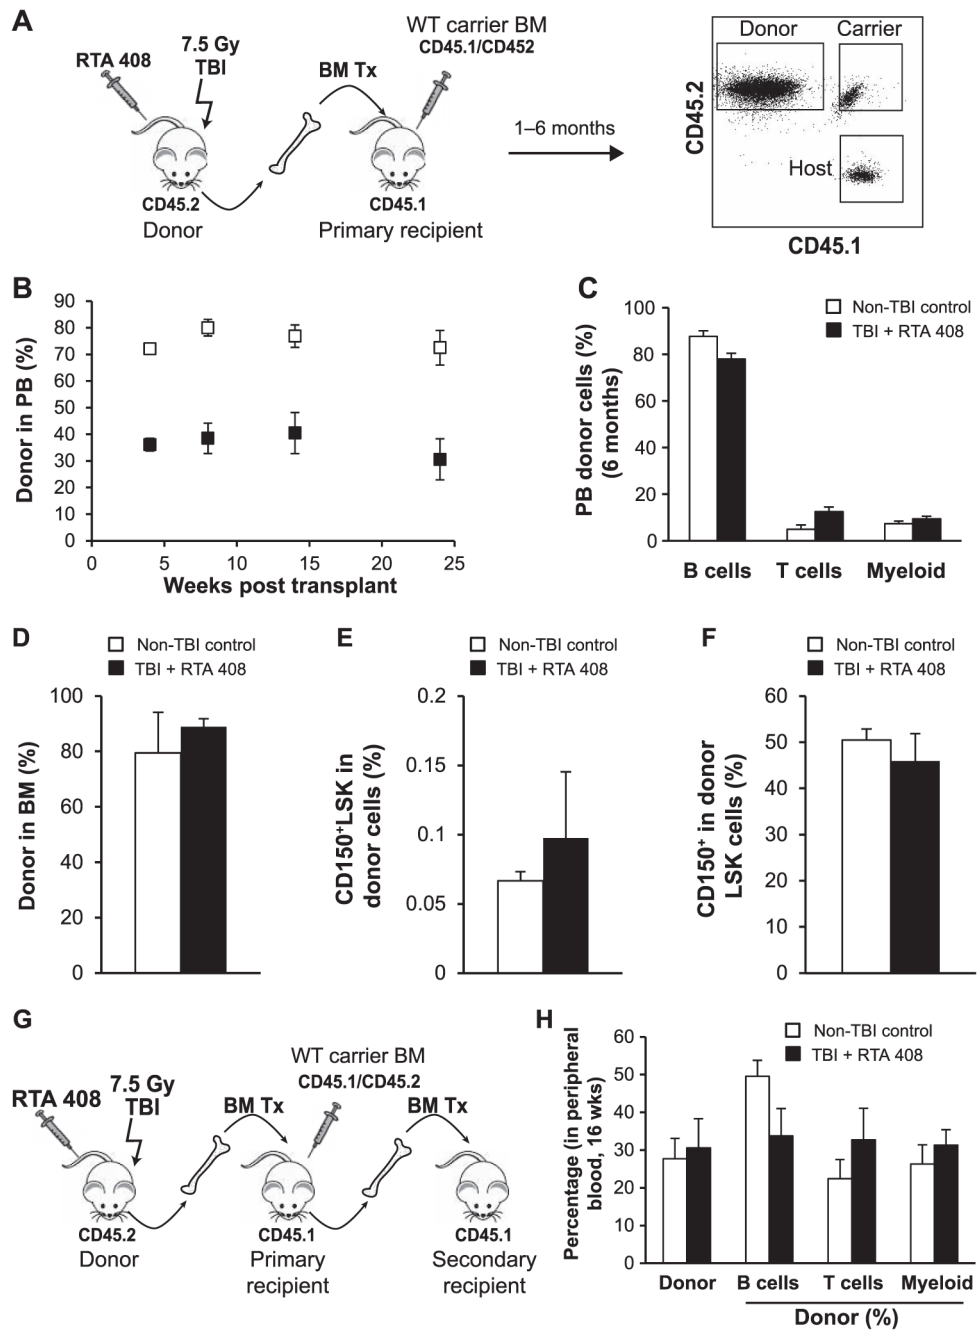 A
RTA 408
7.5 Gy
TBI
BM Tx
WT carrier BM
CD45.1/CD452
CD45.2
Donor
CD45.1
Primary recipient
1–6 months
Donor
Carrier
Host
CD45.2
CD45.1
B
Donor in PB (%)
90
80
70
60
50
40
30
20
10
0
0 5 10 15 20 25
Weeks post transplant
C
Non-TBI control
TBI + RTA 408
PB donor cells (%)
(6 months)
100
80
60
40
20
0
B cells T cells Myeloid
D
Non-TBI control
TBI + RTA 408
Donor in BM (%)
100
80
60
40
20
0
E
Non-TBI control
TBI + RTA 408
CD150⁺LSK in
donor cells (%)
0.2
0.15
0.1
0.05
0
F
Non-TBI control
TBI + RTA 408
CD150⁺ in donor
LSK cells (%)
60
50
40
30
20
10
0
G
RTA 408
7.5 Gy
TBI
BM Tx
WT carrier BM
CD45.1/CD45.2
BM Tx
CD45.2
Donor
CD45.1
Primary
recipient
CD45.1
Secondary
recipient
H
Non-TBI control
TBI + RTA 408
Percentage (in peripheral
blood, 16 wks)
60
50
40
30
20
10
0
Donor B cells T cells Myeloid
Donor (%)